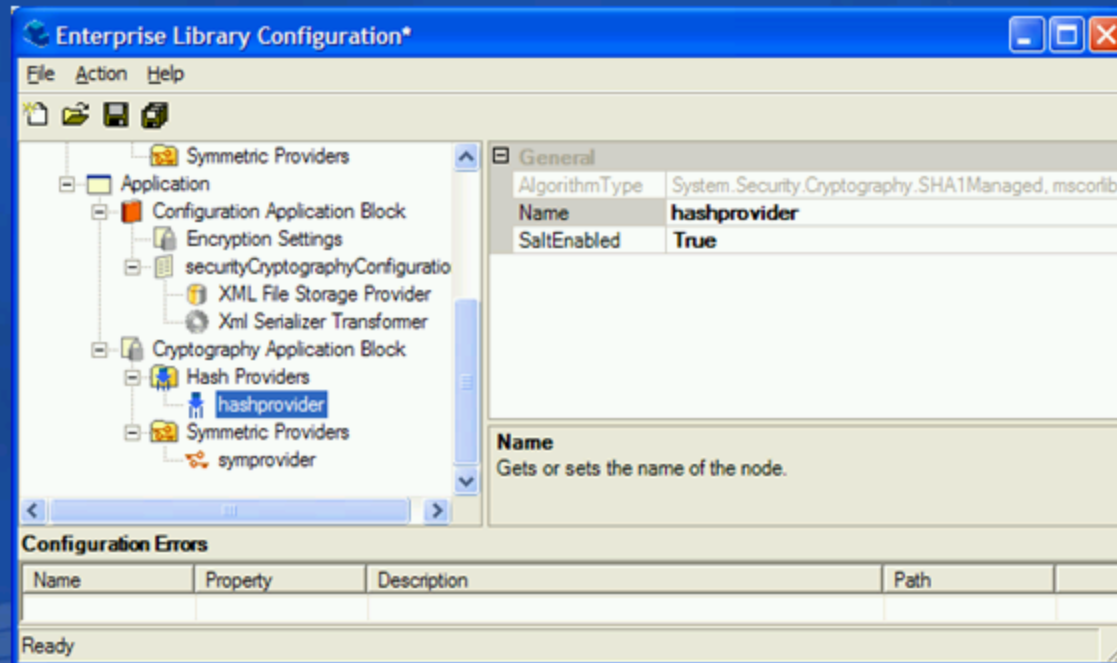 Enterprise Library Configuration*
File Action Help
Symmetric Providers
Application
Configuration Application Block
Encryption Settings
securityCryptographyConfiguratio
XML File Storage Provider
Xml Serializer Transformer
Cryptography Application Block
Hash Providers
hashprovider
Symmetric Providers
symprovider
General
AlgorithmType System.Security.Cryptography.SHA1Managed, mscorlib
Name hashprovider
SaltEnabled True
Name
Gets or sets the name of the node.
Configuration Errors
Name Property Description Path
Ready